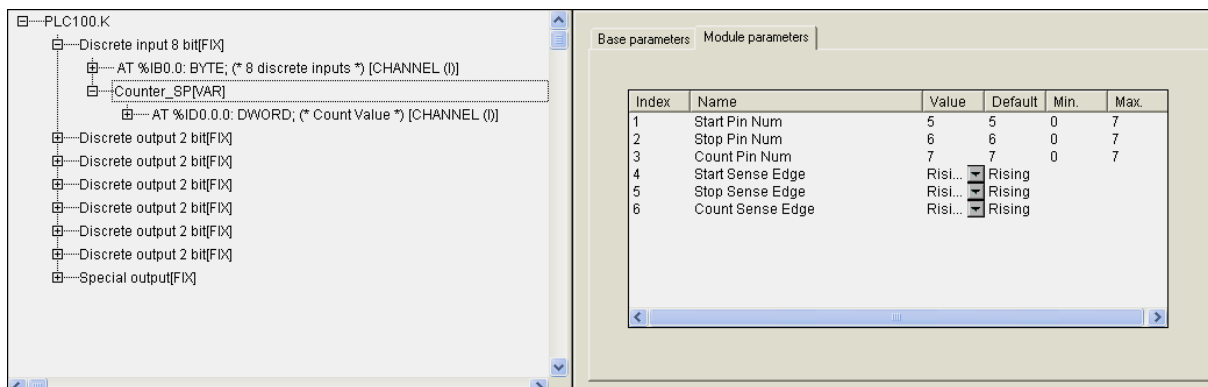 PLC100.K
Discrete input 8 bit[FIX]
AT %IB0.0: BYTE; (* 8 discrete inputs *) [CHANNEL (I)]
Counter_SP[VAR]
AT %ID0.0.0: DWORD; (* Count Value *) [CHANNEL (I)]
Discrete output 2 bit[FIX]
Discrete output 2 bit[FIX]
Discrete output 2 bit[FIX]
Discrete output 2 bit[FIX]
Discrete output 2 bit[FIX]
Discrete output 2 bit[FIX]
Special output[FIX]
Base parameters Module parameters
Index Name Value Default Min. Max.
1 Start Pin Num 5 5 0 7
2 Stop Pin Num 6 6 0 7
3 Count Pin Num 7 7 0 7
4 Start Sense Edge Risi... Rising
5 Stop Sense Edge Risi... Rising
6 Count Sense Edge Risi... Rising